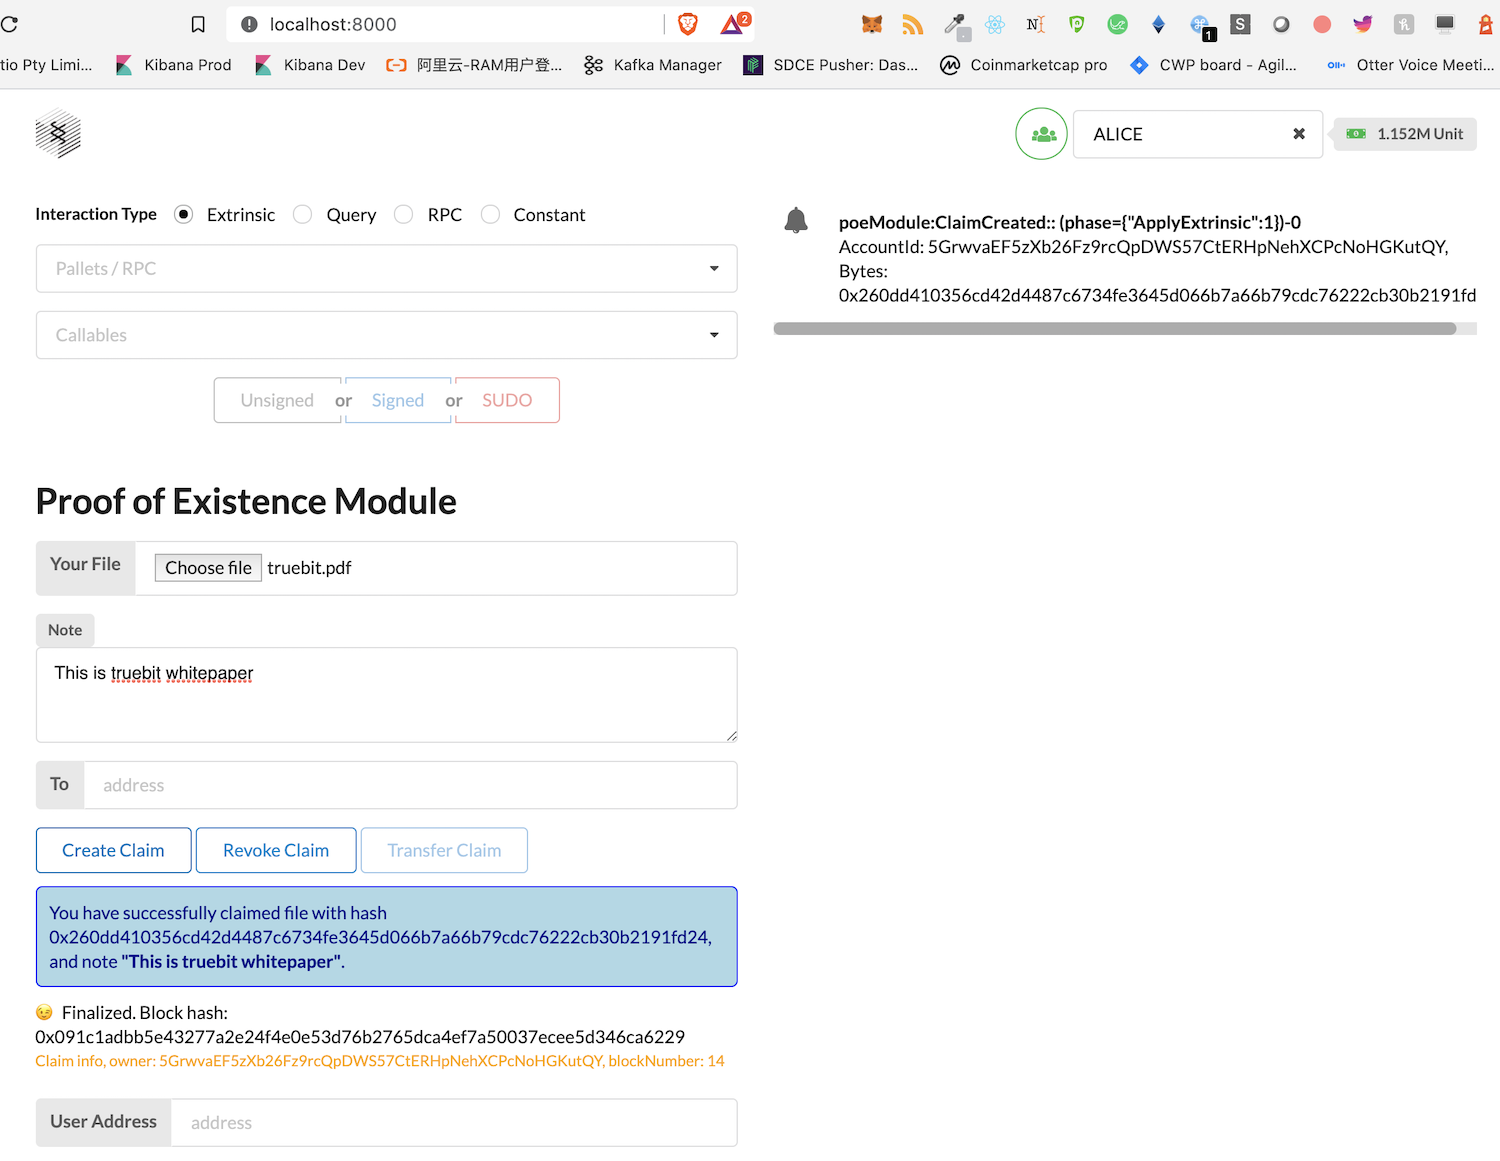 localhost:8000
2
1
tio Pty Limi...
Kibana Prod
Kibana Dev
阿里云-RAM用户登...
Kafka Manager
SDCE Pusher: Das...
Coinmarketcap pro
CWP board - Agil...
Otter Voice Meeti...
ALICE
1.152M Unit
Interaction Type
Extrinsic
Query
RPC
Constant
Pallets / RPC
Callables
Unsigned or Signed or SUDO
poeModule:ClaimCreated:: (phase={"ApplyExtrinsic":1})-0
AccountId: 5GrwvaEF5zXb26Fz9rcQpDWS57CtERHpNehXCPcNoHGKutQY,
Bytes:
0x260dd410356cd42d4487c6734fe3645d066b7a66b79cdc76222cb30b2191fd
Proof of Existence Module
Your File
Choose file truebit.pdf
Note
This is truebit whitepaper
To
address
Create Claim
Revoke Claim
Transfer Claim
You have successfully claimed file with hash
0x260dd410356cd42d4487c6734fe3645d066b7a66b79cdc76222cb30b2191fd24,
and note "This is truebit whitepaper".
😉 Finalized. Block hash:
0x091c1adbb5e43277a2e24f4e0e53d76b2765dca4ef7a50037ecee5d346ca6229
Claim info, owner: 5GrwvaEF5zXb26Fz9rcQpDWS57CtERHpNehXCPcNoHGKutQY, blockNumber: 14
User Address
address